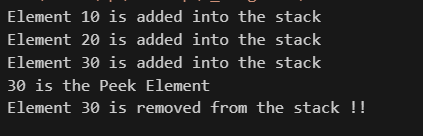 Element 10 is added into the stack
Element 20 is added into the stack
Element 30 is added into the stack
30 is the Peek Element
Element 30 is removed from the stack !!